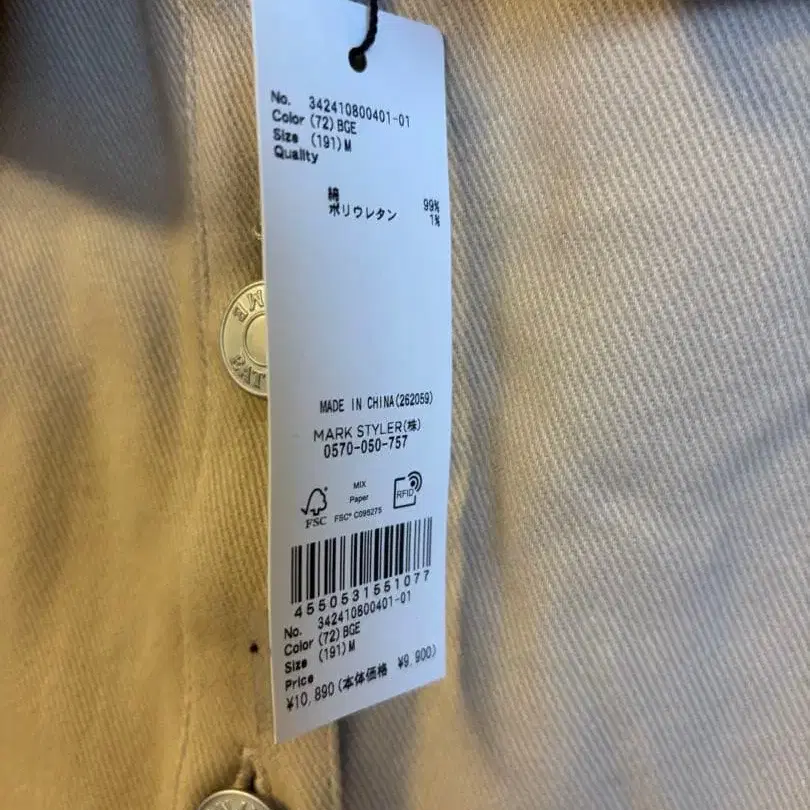 No. 342410800401-01
Color (72) BGE
Size (191) M
Quality
綿 99%
ポリウレタン 1%
MADE IN CHINA(262059)
MARK STYLER(株)
0570-050-757
MIX
Paper
FSC
FSC® C095275
RFID
4550531551077
No. 342410800401-01
Color (72) BGE
Size (191) M
Price
¥10,890(本体価格 ¥9,900)